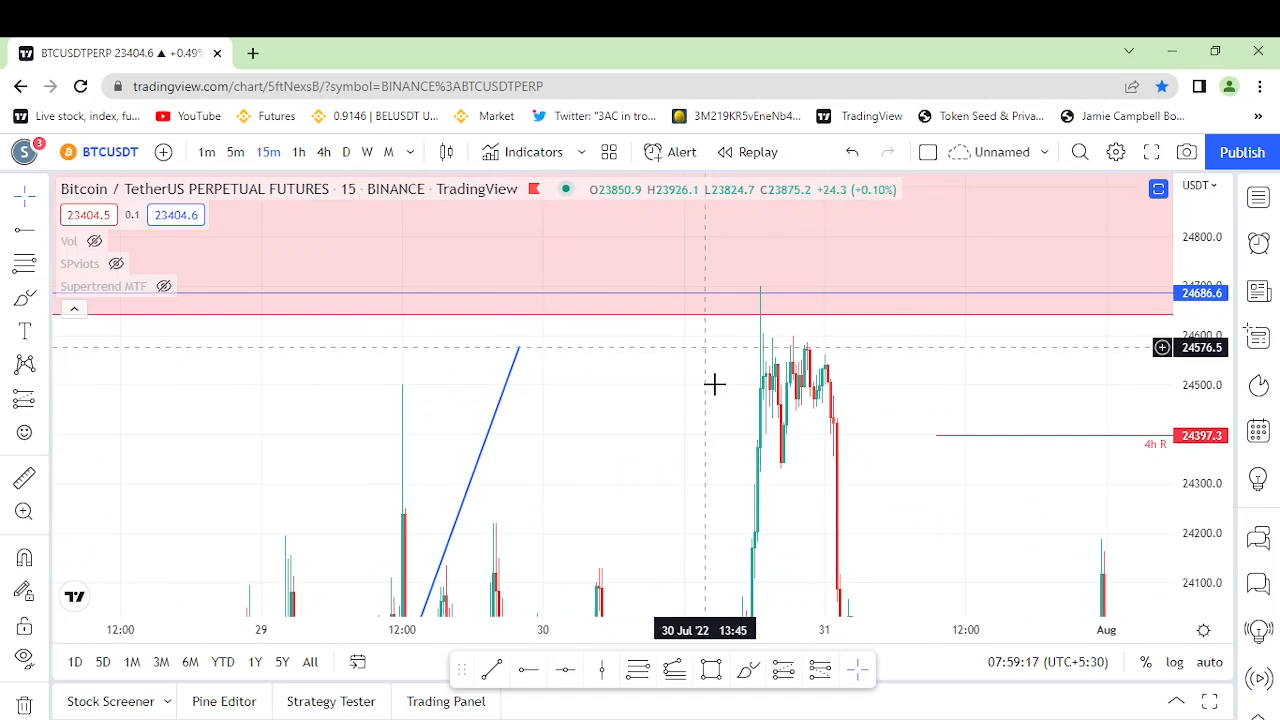 BTCUSDTPERP 23404.6 ▲ +0.49%
tradingview.com/chart/5ftNexsB/?symbol=BINANCE%3ABTCUSDTPERP
Live stock, index, fu... YouTube Futures 0.9146 | BELUSDT U... Market Twitter: "3AC in tro... 3M219KR5vEneNb4... TradingView Token Seed & Priva... Jamie Campbell Bo... »
S 3 BTCUSDT 1m 5m 15m 1h 4h D W M Indicators Alert Replay Unnamed Publish
Bitcoin / TetherUS PERPETUAL FUTURES · 15 · BINANCE · TradingView O23850.9 H23926.1 L23824.7 C23875.2 +24.3 (+0.10%) USDT
23404.5 0.1 23404.6
Vol
SPviots
Supertrend MTF
24800.0
24686.6
24600.0
24576.5
24500.0
24397.3
4h R
24300.0
24200.0
24100.0
12:00 29 12:00 30 30 Jul '22 13:45 31 12:00 Aug
1D 5D 1M 3M 6M YTD 1Y 5Y All 07:59:17 (UTC+5:30) % log auto
Stock Screener Pine Editor Strategy Tester Trading Panel